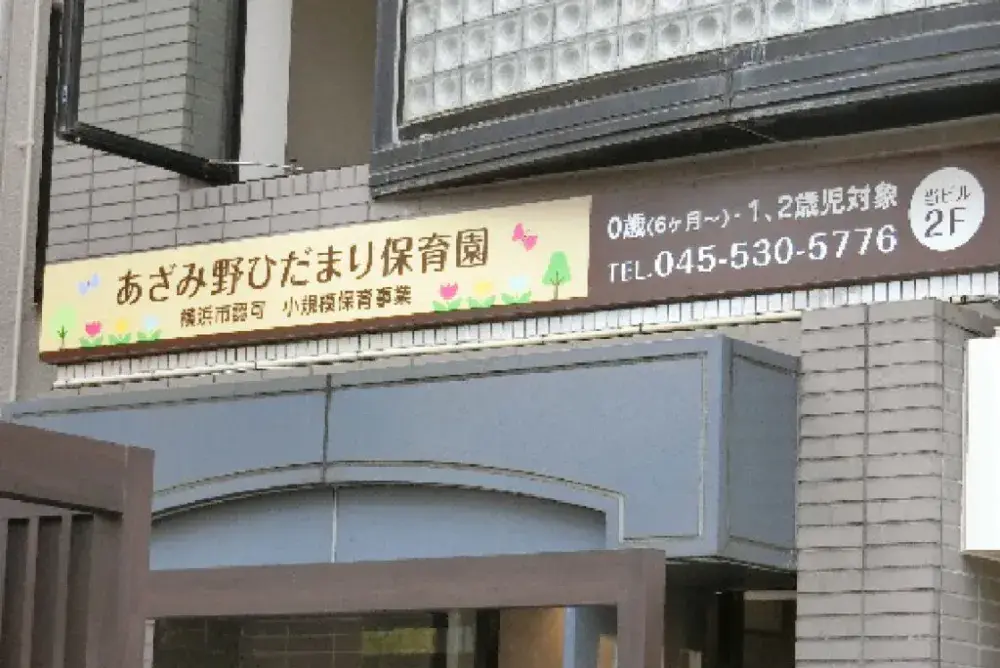 あざみ野ひだまり保育園
横浜市認可 小規模保育事業
0歳(6ヶ月〜)-1、2歳児対象
TEL.045-530-5776
当ビル
2F